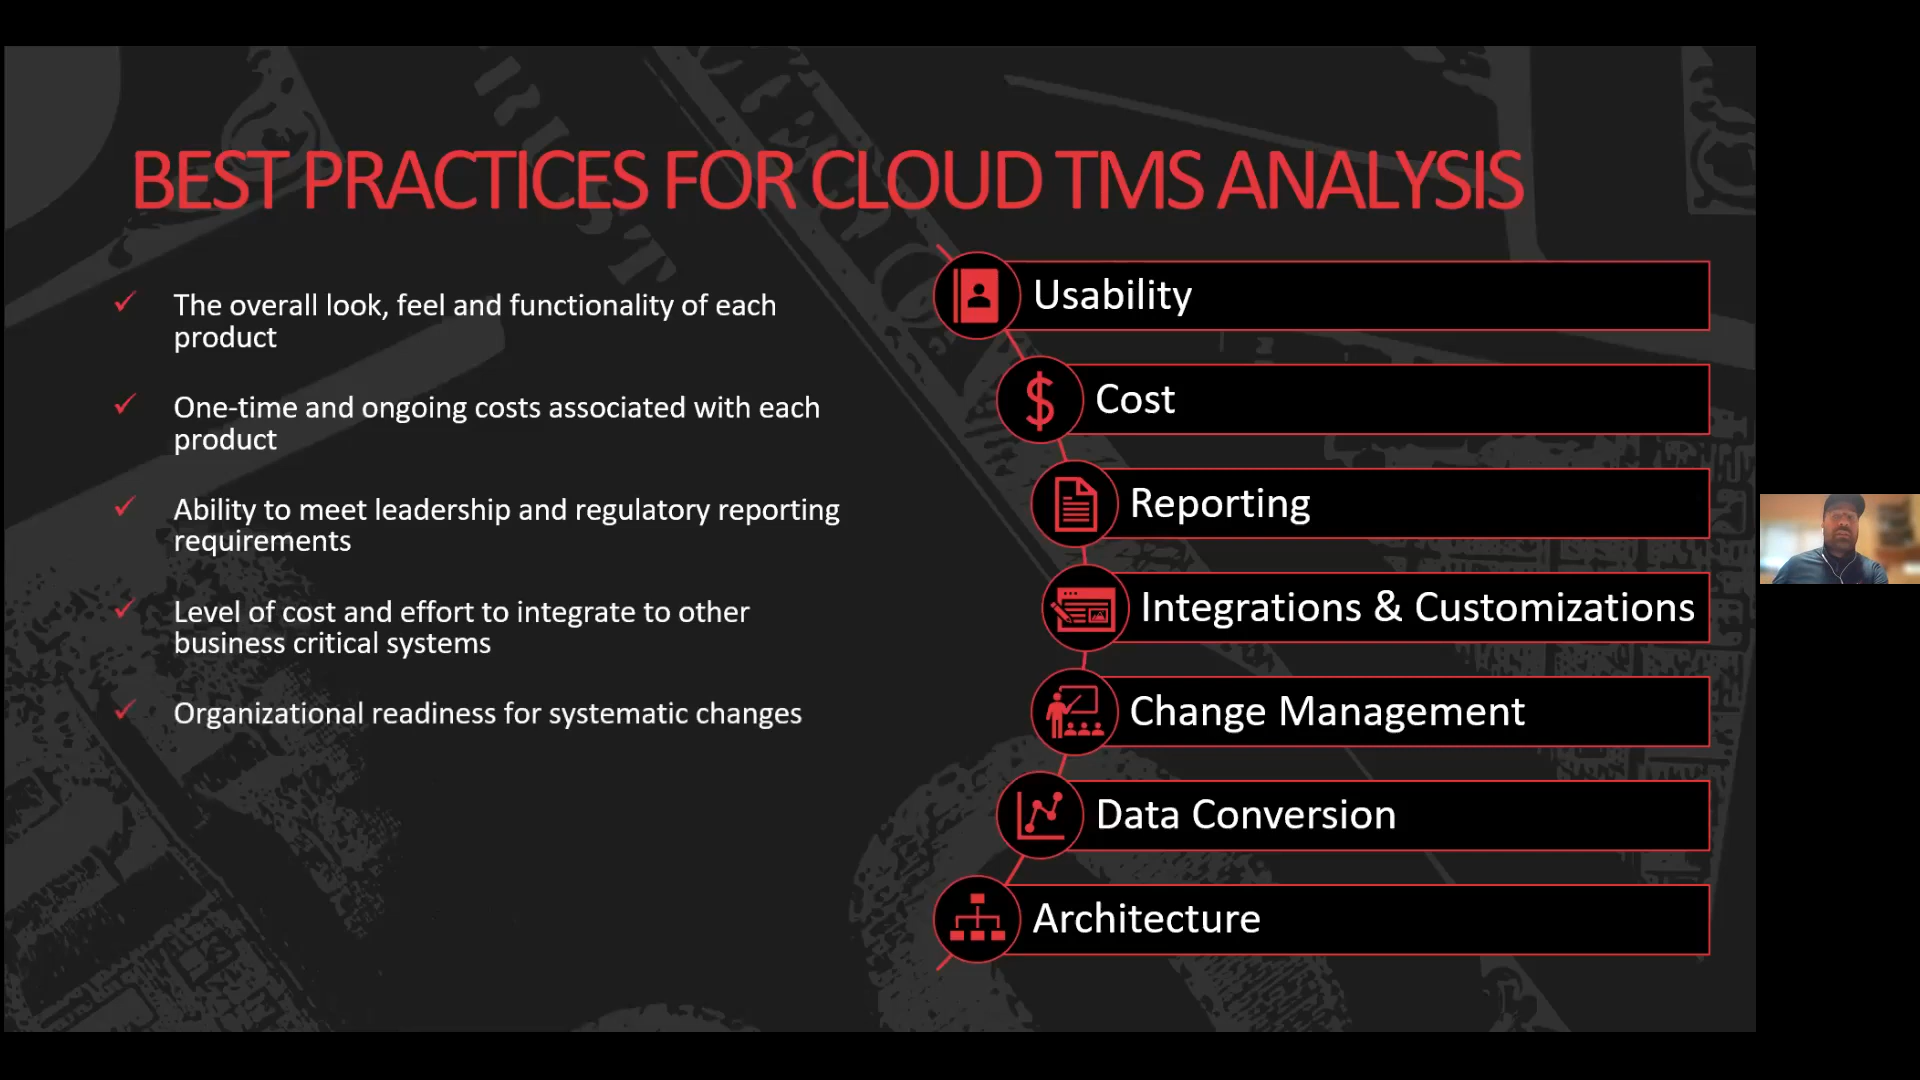 BEST PRACTICES FOR CLOUD TMS ANALYSIS
The overall look, feel and functionality of each
product
One-time and ongoing costs associated with each
product
Ability to meet leadership and regulatory reporting
requirements
Level of cost and effort to integrate to other
business critical systems
Organizational readiness for systematic changes
Usability
Cost
Reporting
Integrations & Customizations
Change Management
Data Conversion
Architecture